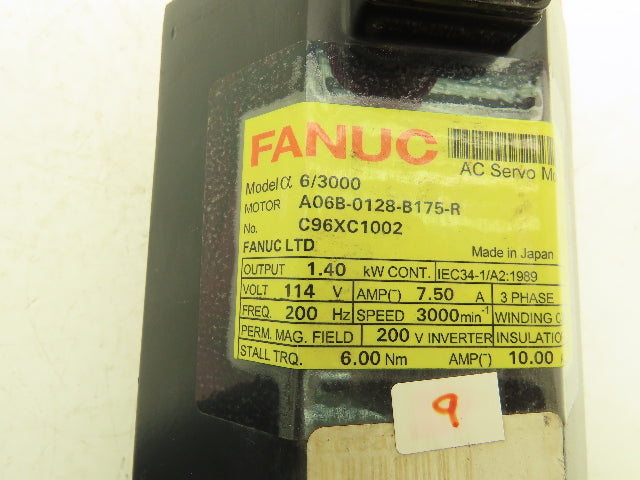 FANUC
AC Servo
Model α 6/3000
MOTOR A06B-0128-B175-R
No. C96XC1002
FANUC LTD Made in Japan
OUTPUT 1.40 kW CONT. IEC34-1/A2:1989
VOLT 114 V AMP(~) 7.50 A 3 PHASE
FREQ. 200 Hz SPEED 3000min⁻¹ WINDING
PERM. MAG. FIELD 200 V INVERTER INSULATIO
STALL TRQ. 6.00 Nm AMP(~) 10.00
9